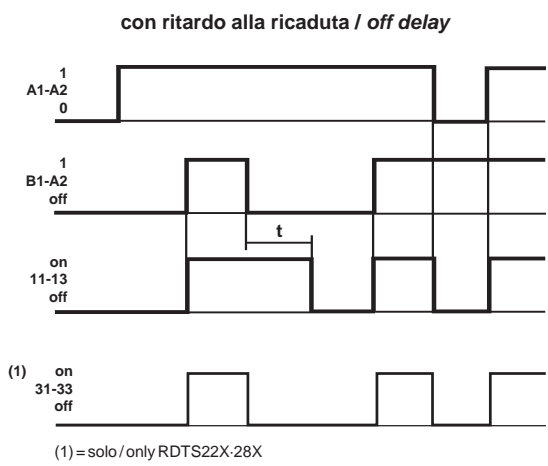 con ritardo alla ricaduta / off delay
1
A1-A2
0
1
B1-A2
off
t
on
11-13
off
(1) on
31-33
off
(1) = solo / only RDTS22X·28X